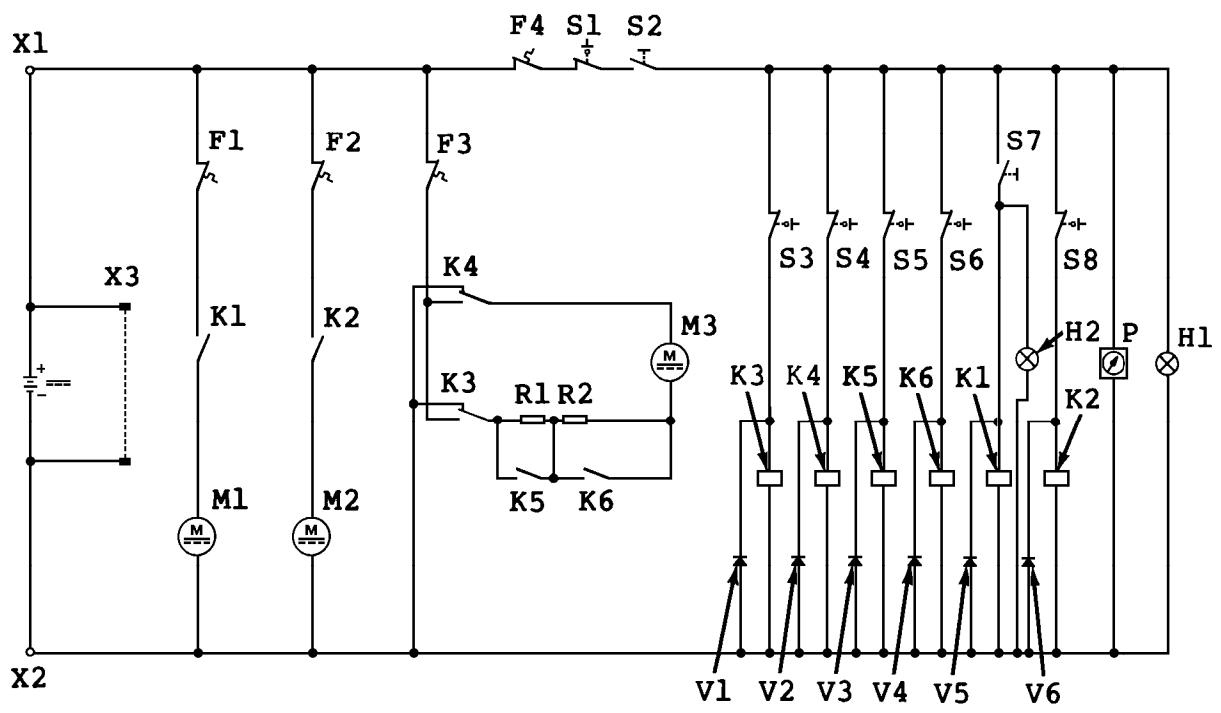 F4 S1 S2
X1
F1 F2 F3 S7
S3 S4 S5 S6 S8
X3 K4
K1 K2 M3 H2 P H1
M
+
−
K3 R1 R2 K3 K4 K5 K6 K1 K2
K5 K6
M1 M2
M M
X2
V1 V2 V3 V4 V5 V6